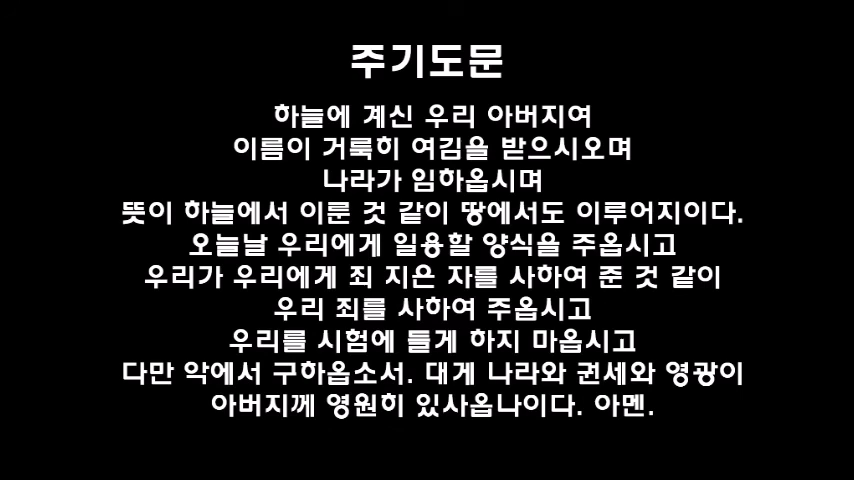 주기도문
하늘에 계신 우리 아버지여
이름이 거룩히 여김을 받으시오며
나라가 임하옵시며
뜻이 하늘에서 이룬 것 같이 땅에서도 이루어지이다.
오늘날 우리에게 일용할 양식을 주옵시고
우리가 우리에게 죄 지은 자를 사하여 준 것 같이
우리 죄를 사하여 주옵시고
우리를 시험에 들게 하지 마옵시고
다만 악에서 구하옵소서. 대게 나라와 권세와 영광이
아버지께 영원히 있사옵나이다. 아멘.